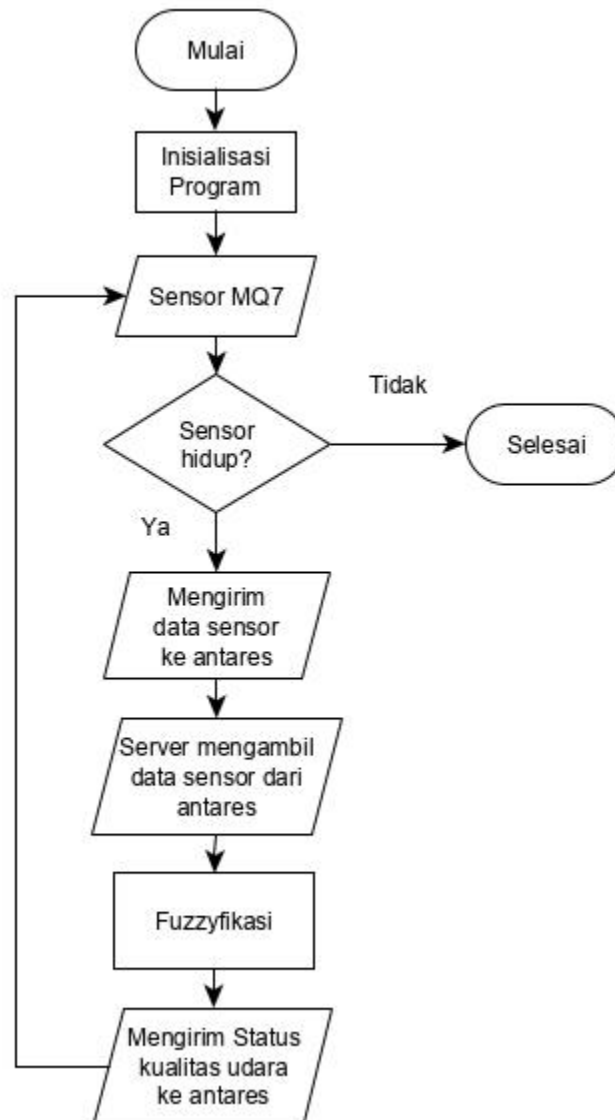 Mulai
Inisialisasi
Program
Sensor MQ7
Tidak
Sensor
hidup?
Selesai
Ya
Mengirim
data sensor
ke antares
Server mengambil
data sensor dari
antares
Fuzzyfikasi
Mengirim Status
kualitas udara
ke antares